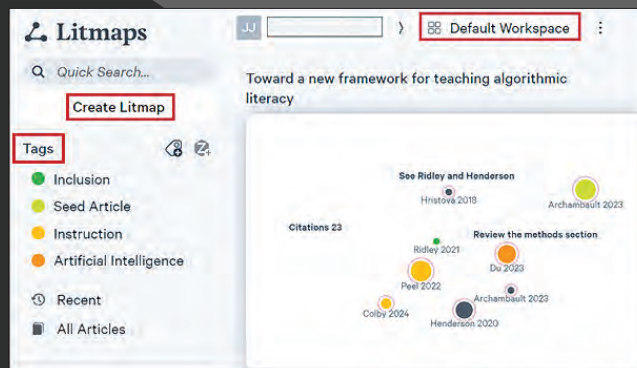 Litmaps
JJ
Default Workspace
Quick Search...
Create Litmap
Tags
Inclusion
Seed Article
Instruction
Artificial Intelligence
Recent
All Articles
Toward a new framework for teaching algorithmic
literacy
See Ridley and Henderson
Hristova 2018
Archambault 2023
Citations 23
Review the methods section
Ridley 2021
Du 2023
Peel 2022
Archambault 2023
Colby 2024
Henderson 2020